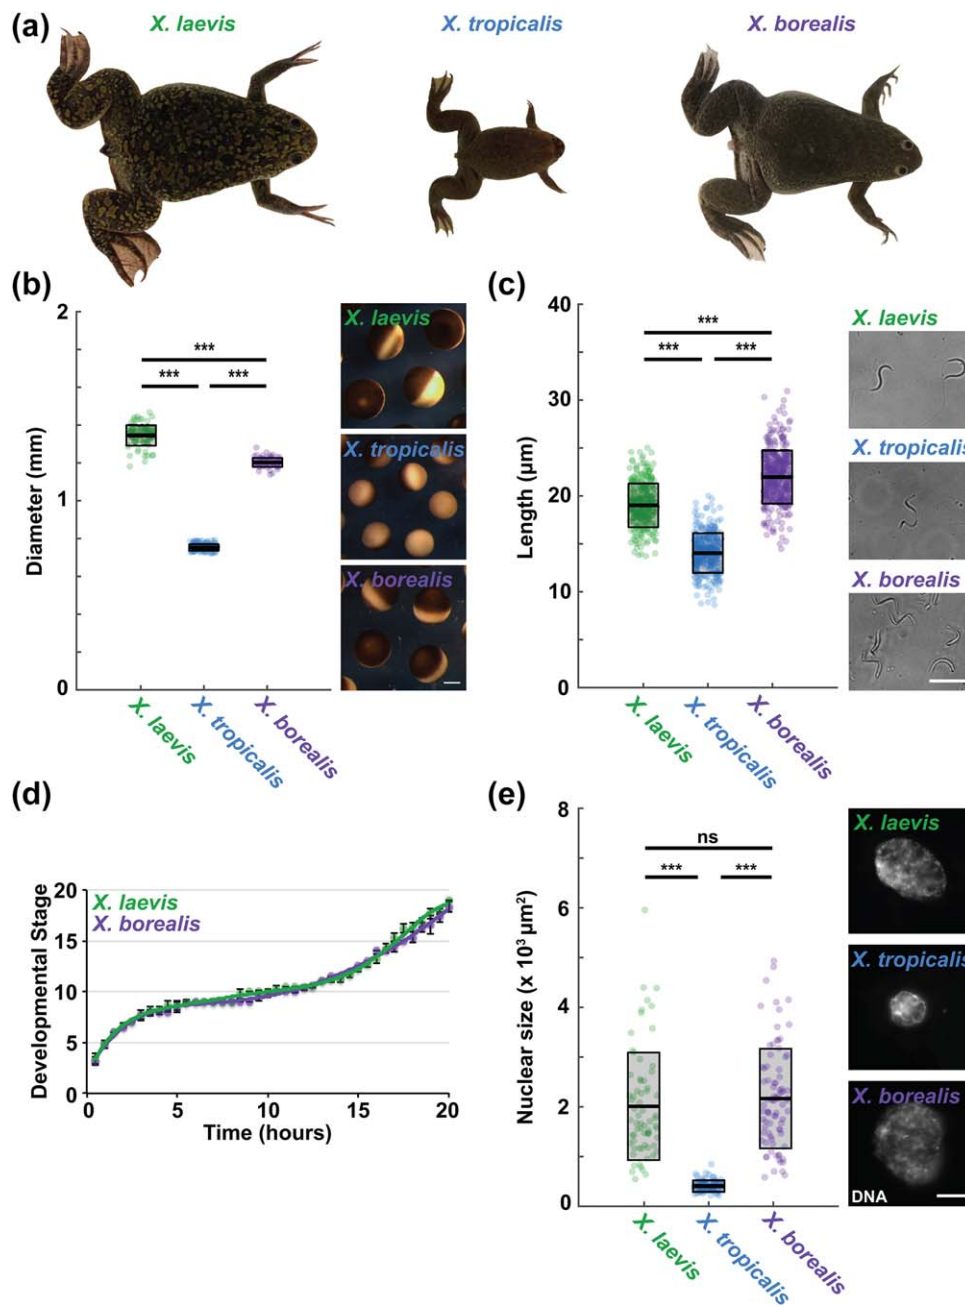 (a)
X. laevis
X. tropicalis
X. borealis
(b)
2
1
0
Diameter (mm)
***
***
***
X. laevis
X. tropicalis
X. borealis
X. laevis
X. tropicalis
X. borealis
(c)
40
30
20
10
0
Length (µm)
***
***
***
X. laevis
X. tropicalis
X. borealis
X. laevis
X. tropicalis
X. borealis
(d)
20
15
10
5
0
Developmental Stage
X. laevis
X. borealis
0
5
10
15
20
Time (hours)
(e)
8
6
4
2
0
Nuclear size (x 10³ µm²)
ns
***
***
X. laevis
X. tropicalis
X. borealis
X. laevis
X. tropicalis
X. borealis
DNA